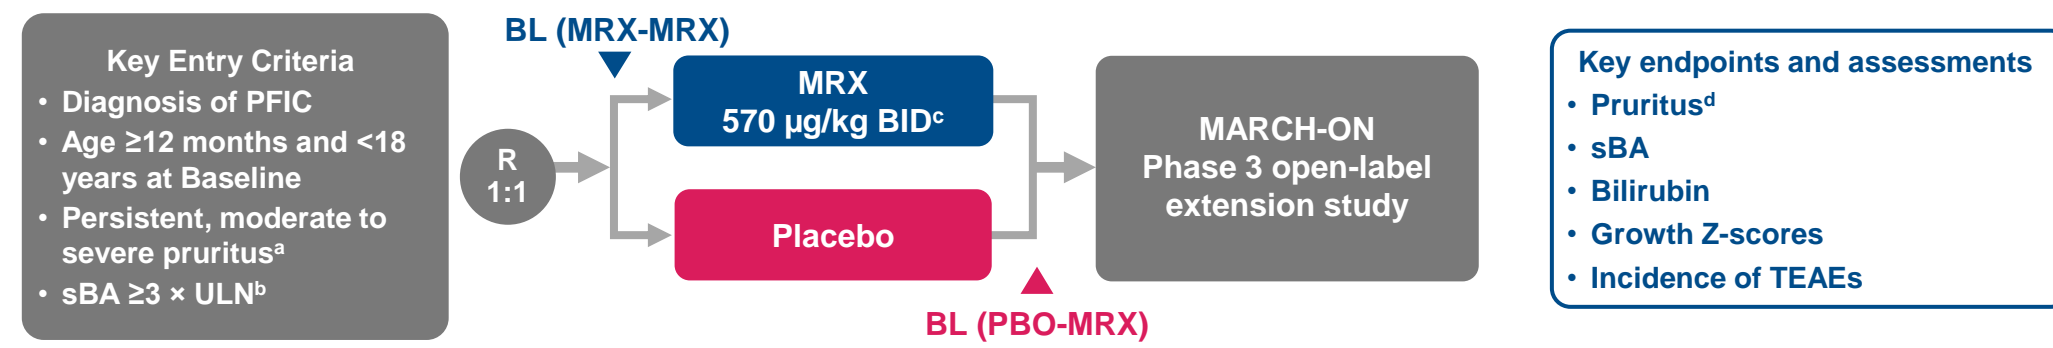 Key Entry Criteria
• Diagnosis of PFIC
• Age ≥12 months and <18
years at Baseline
• Persistent, moderate to
severe pruritusᵃ
• sBA ≥3 × ULNᵇ
R
1:1
BL (MRX-MRX)
MRX
570 µg/kg BIDᶜ
Placebo
BL (PBO-MRX)
MARCH-ON
Phase 3 open-label
extension study
Key endpoints and assessments
• Pruritusᵈ
• sBA
• Bilirubin
• Growth Z-scores
• Incidence of TEAEs